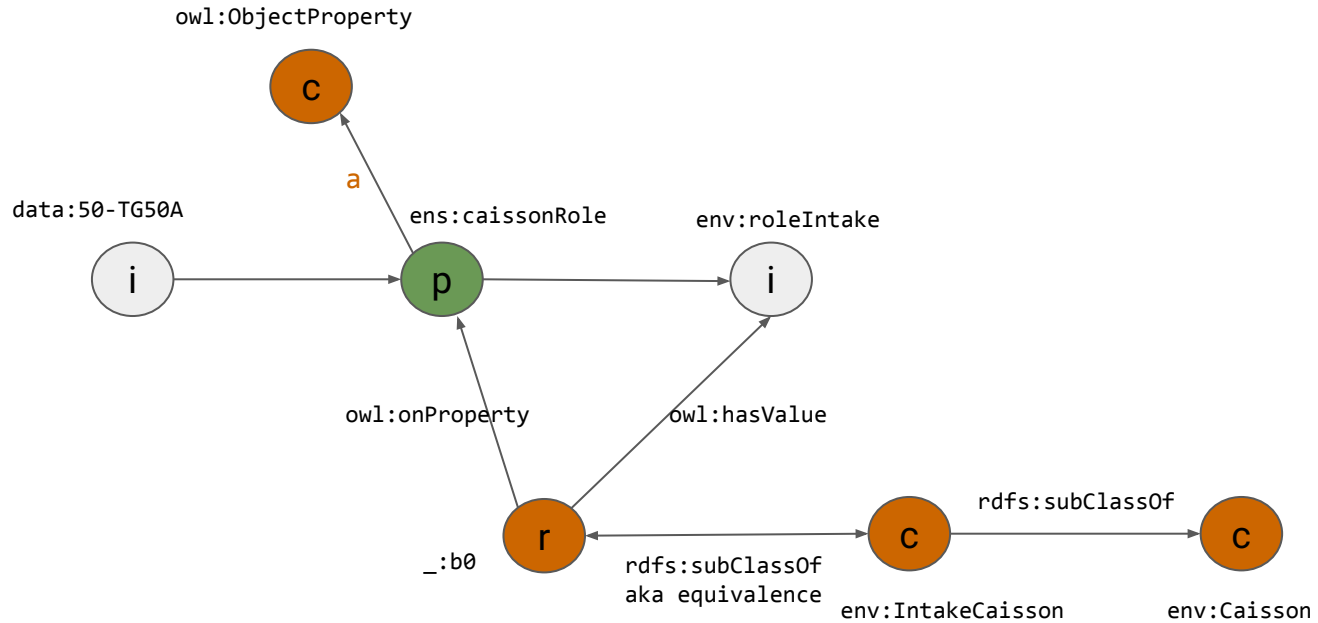 owl:ObjectProperty
c
a
data:50-TG50A
ens:caissonRole
env:roleIntake
i
p
i
owl:onProperty
owl:hasValue
rdfs:subClassOf
r
c
c
_:b0
rdfs:subClassOf
aka equivalence
env:IntakeCaisson
env:Caisson